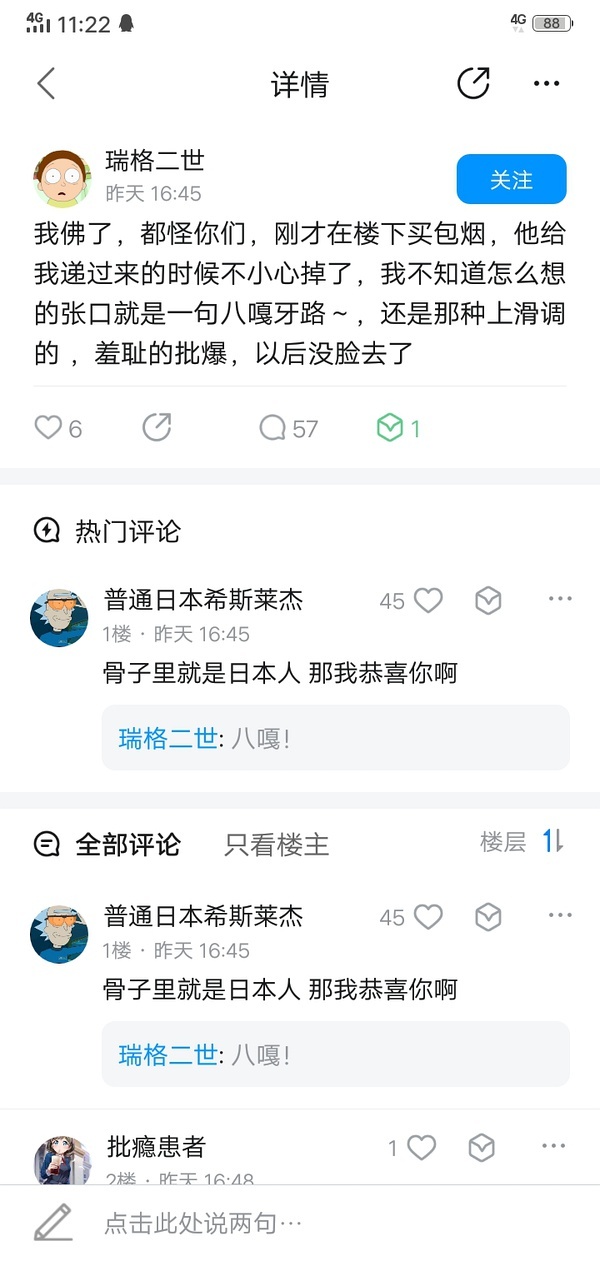 4G 11:22 4G 88
详情
瑞格二世
昨天 16:45
关注
我佛了，都怪你们，刚才在楼下买包烟，他给
我递过来的时候不小心掉了，我不知道怎么想
的张口就是一句八嘎牙路～，还是那种上滑调
的 ，羞耻的批爆，以后没脸去了
6 57 1
热门评论
普通日本希斯莱杰 45
1楼 · 昨天 16:45
骨子里就是日本人 那我恭喜你啊
瑞格二世: 八嘎！
全部评论 只看楼主 楼层
普通日本希斯莱杰 45
1楼 · 昨天 16:45
骨子里就是日本人 那我恭喜你啊
瑞格二世: 八嘎！
批瘾患者 1
2楼 · 昨天 16:48
点击此处说两句···